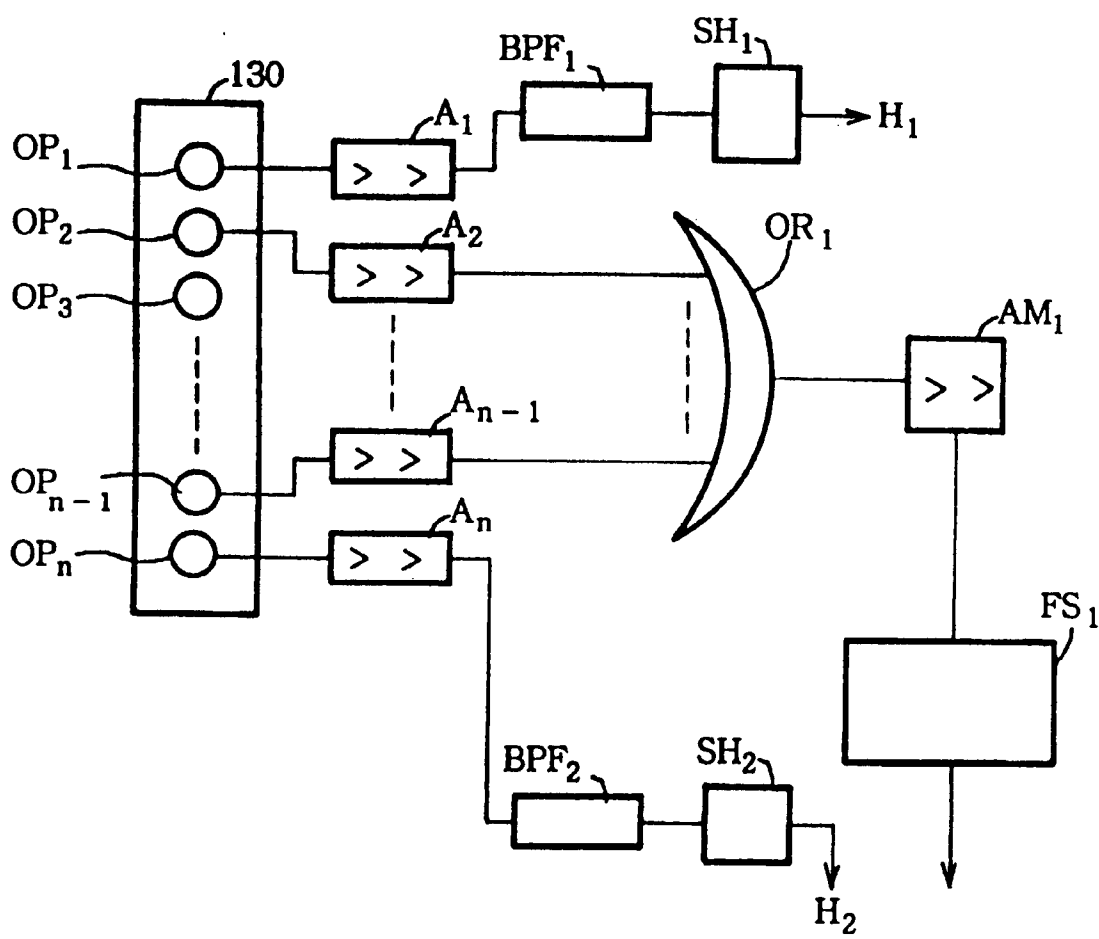 SH₁
BPF₁
130
A₁
H₁
OP₁
OP₂
A₂
OR₁
OP₃
> >
> >
AM₁
> >
Aₙ₋₁
> >
OPₙ₋₁
Aₙ
OPₙ
> >
FS₁
BPF₂
SH₂
H₂